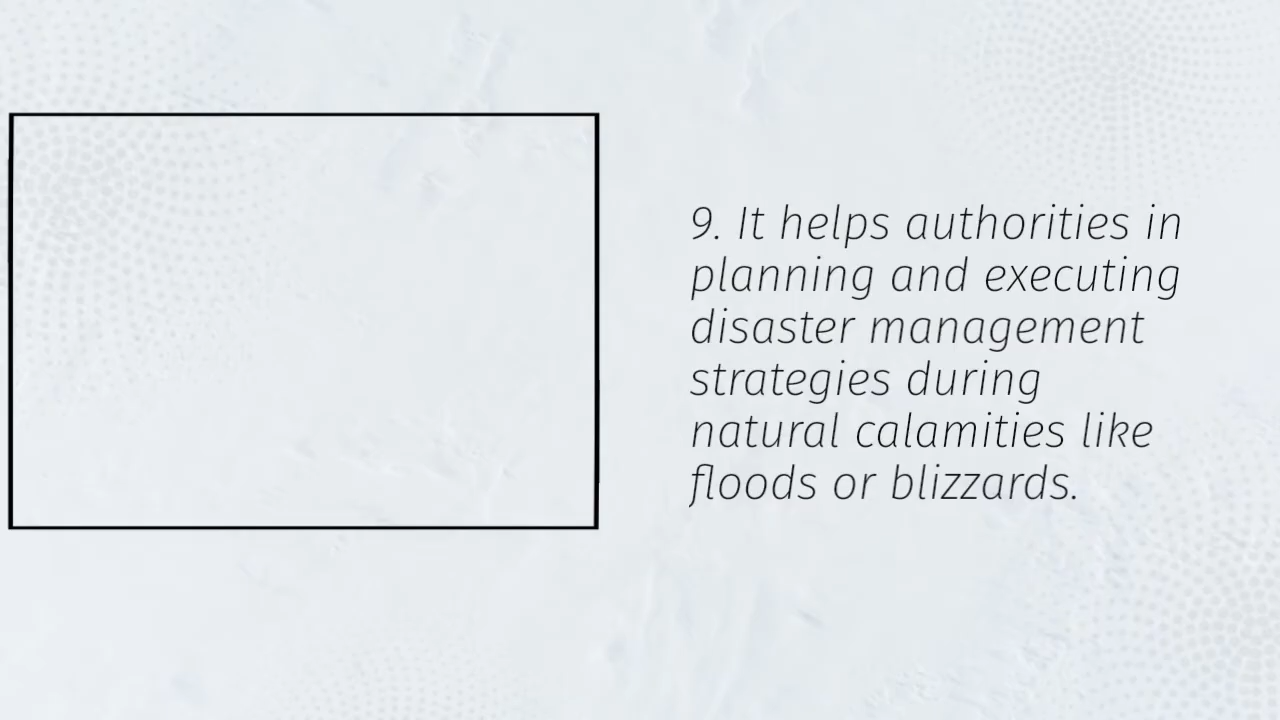 9. It helps authorities in
planning and executing
disaster management
strategies during
natural calamities like
floods or blizzards.